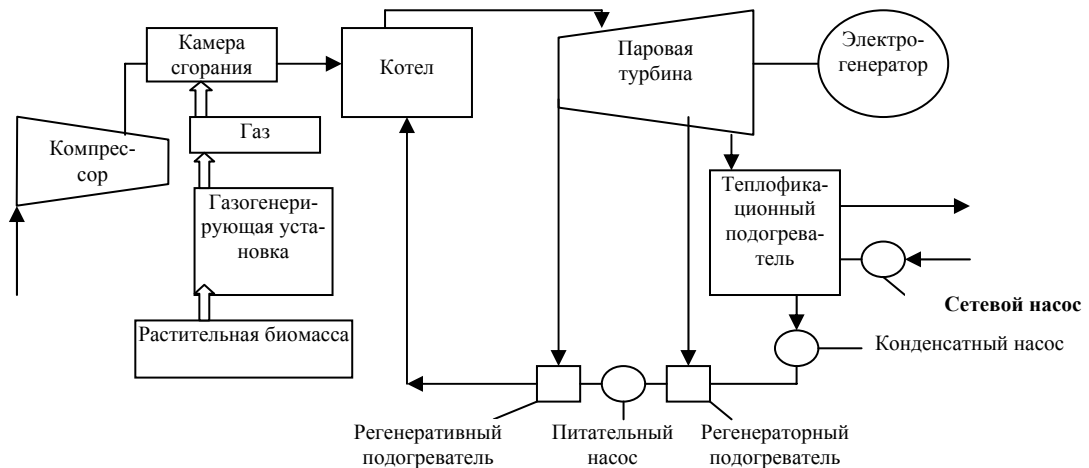 Камера
сгорания
Котел
Паровая
турбина
Электро-
генератор
Компрес-
сор
Газ
Газогенери-
рующая уста-
новка
Растительная биомасса
Теплофика-
ционный
подогрева-
тель
Сетевой насос
Конденсатный насос
Регенеративный
подогреватель
Питательный
насос
Регенераторный
подогреватель